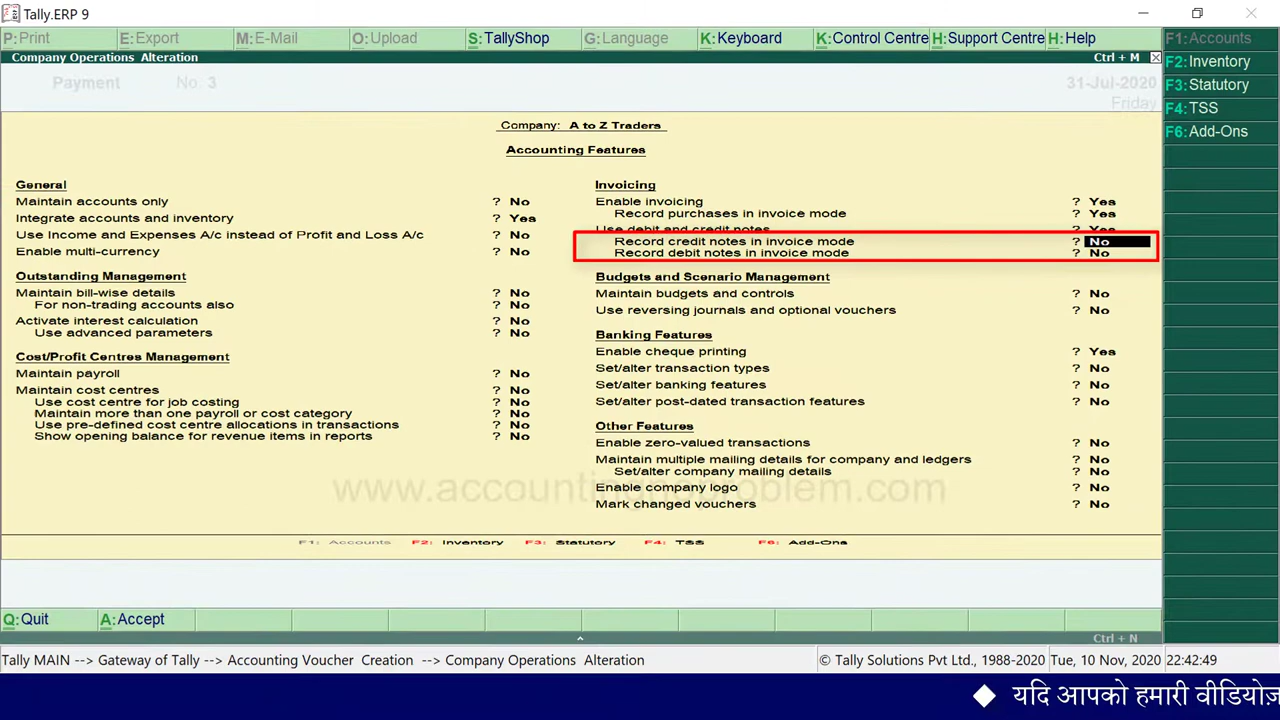 Tally.ERP 9
P:Print E:Export M:E-Mail O:Upload S:TallyShop G:Language K:Keyboard K:Control Centre H:Support Centre H:Help
F1:Accounts
F2:Inventory
F3:Statutory
F4:TSS
F6:Add-Ons
Company Operations Alteration Ctrl + M
Payment No. 3 31-Jul-2020
Friday
Company: A to Z Traders
Accounting Features
General
Maintain accounts only ? No
Integrate accounts and inventory ? Yes
Use Income and Expenses A/c instead of Profit and Loss A/c ? No
Enable multi-currency ? No
Outstanding Management
Maintain bill-wise details ? No
For non-trading accounts also ? No
Activate interest calculation ? No
Use advanced parameters ? No
Cost/Profit Centres Management
Maintain payroll ? No
Maintain cost centres ? No
Use cost centre for job costing ? No
Maintain more than one payroll or cost category ? No
Use pre-defined cost centre allocations in transactions ? No
Show opening balance for revenue items in reports ? No
Invoicing
Enable invoicing ? Yes
Record purchases in invoice mode ? Yes
Use debit and credit notes ? Yes
Record credit notes in invoice mode ? No
Record debit notes in invoice mode ? No
Budgets and Scenario Management
Maintain budgets and controls ? No
Use reversing journals and optional vouchers ? No
Banking Features
Enable cheque printing ? Yes
Set/alter transaction types ? No
Set/alter banking features ? No
Set/alter post-dated transaction features ? No
Other Features
Enable zero-valued transactions ? No
Maintain multiple mailing details for company and ledgers ? No
Set/alter company mailing details ? No
Enable company logo ? No
Mark changed vouchers ? No
www.accountingnoproblem.com
F1: Accounts F2: Inventory F3: Statutory F4: TSS F6: Add-Ons
Q:Quit A:Accept
Ctrl + N
Tally MAIN --> Gateway of Tally --> Accounting Voucher Creation --> Company Operations Alteration © Tally Solutions Pvt Ltd., 1988-2020 Tue, 10 Nov, 2020 22:42:49
◆ यदि आपको हमारी वीडियोज़